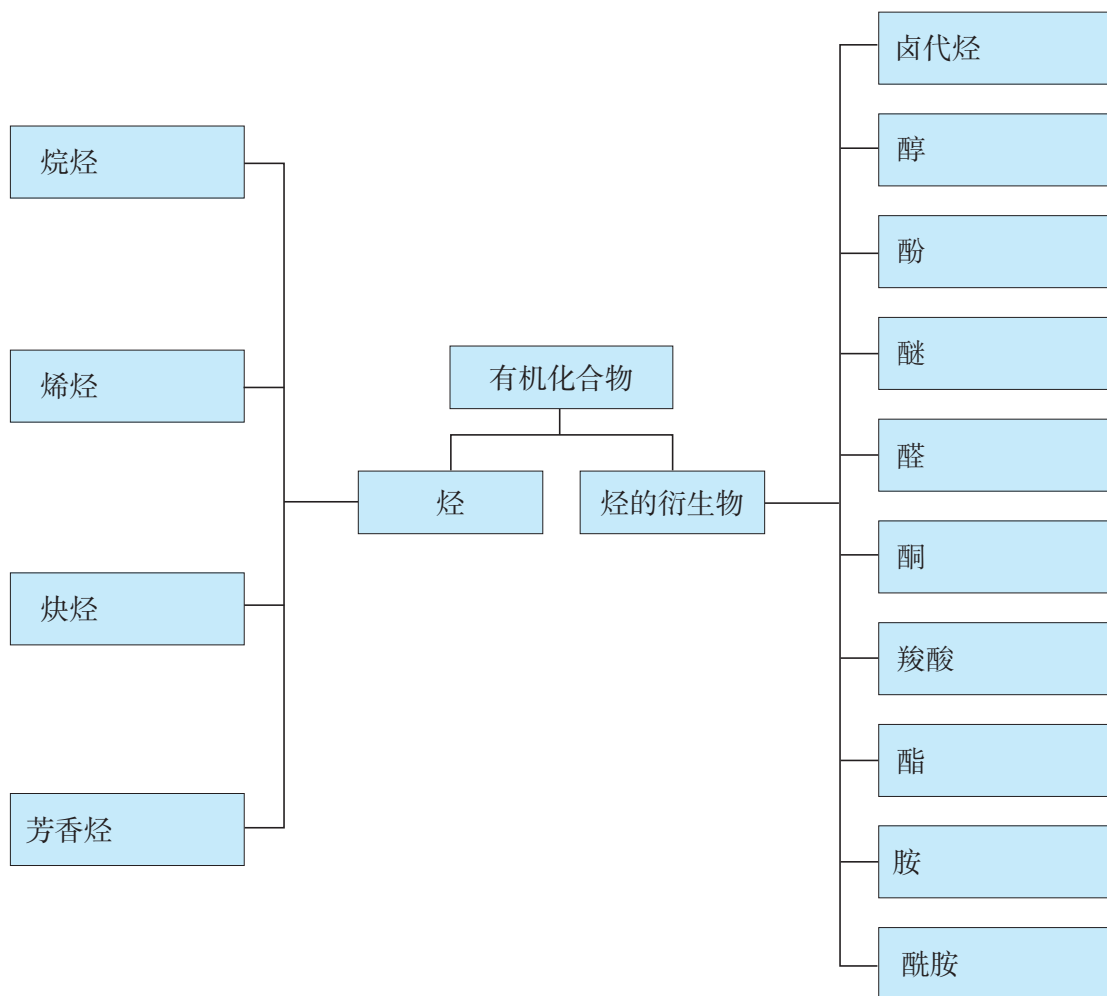 有机化合物
烃
烃的衍生物
烷烃
烯烃
炔烃
芳香烃
卤代烃
醇
酚
醚
醛
酮
羧酸
酯
胺
酰胺